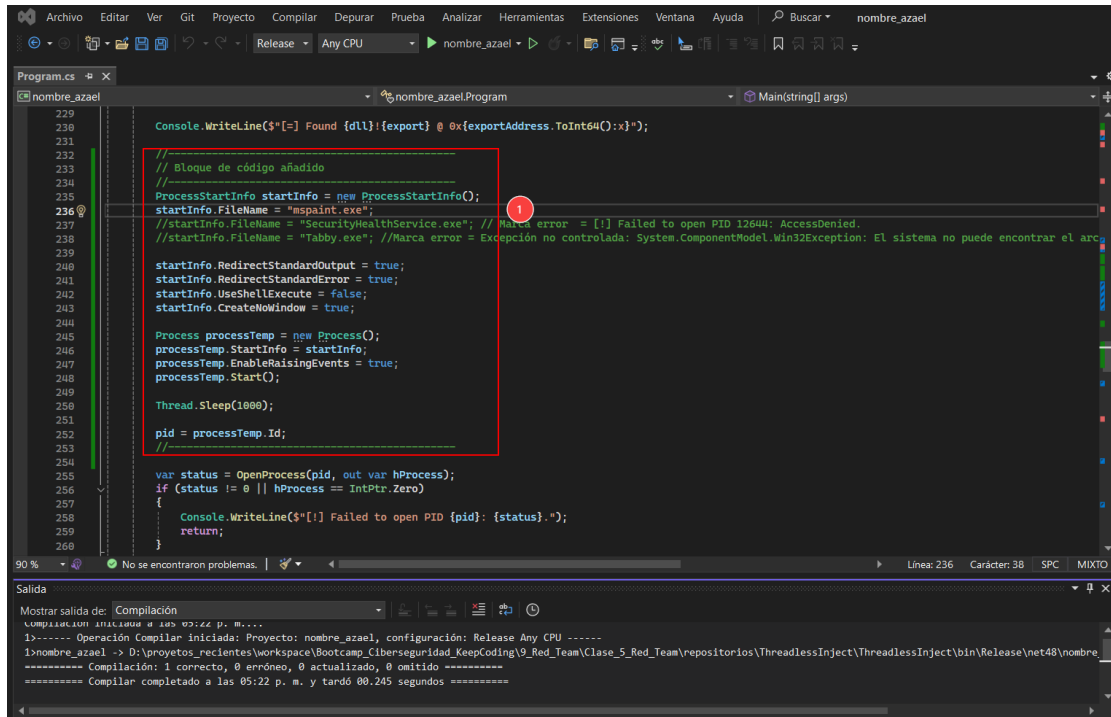 Archivo Editar Ver Git Proyecto Compilar Depurar Prueba Analizar Herramientas Extensiones Ventana Ayuda Buscar nombre_azael
Release Any CPU nombre_azael
Program.cs
nombre_azael nombre_azael.Program Main(string[] args)
229
230 Console.WriteLine($"[=] Found {dll}!{export} @ 0x{exportAddress.ToInt64():x}");
231
232 //----------------------------------------------
233 // Bloque de código añadido
234 //----------------------------------------------
235 ProcessStartInfo startInfo = new ProcessStartInfo();
236 startInfo.FileName = "mspaint.exe"; 1
237 //startInfo.FileName = "SecurityHealthService.exe"; // Marca error = [!] Failed to open PID 12644: AccessDenied.
238 //startInfo.FileName = "Tabby.exe"; //Marca error = Excepción no controlada: System.ComponentModel.Win32Exception: El sistema no puede encontrar el arc
239
240 startInfo.RedirectStandardOutput = true;
241 startInfo.RedirectStandardError = true;
242 startInfo.UseShellExecute = false;
243 startInfo.CreateNoWindow = true;
244
245 Process processTemp = new Process();
246 processTemp.StartInfo = startInfo;
247 processTemp.EnableRaisingEvents = true;
248 processTemp.Start();
249
250 Thread.Sleep(1000);
251
252 pid = processTemp.Id;
253 //----------------------------------------------
254
255 var status = OpenProcess(pid, out var hProcess);
256 if (status != 0 || hProcess == IntPtr.Zero)
257 {
258 Console.WriteLine($"[!] Failed to open PID {pid}: {status}.");
259 return;
260 }
90 % No se encontraron problemas. Línea: 236 Carácter: 38 SPC MIXTO
Salida
Mostrar salida de: Compilación
Compilación iniciada a las 05:22 p. m....
1>------ Operación Compilar iniciada: Proyecto: nombre_azael, configuración: Release Any CPU ------
1>nombre_azael -> D:\proyetos_recientes\workspace\Bootcamp_Ciberseguridad_KeepCoding\9_Red_Team\Clase_5_Red_Team\repositorios\ThreadlessInject\ThreadlessInject\bin\Release\net48\nombre_
========== Compilación: 1 correcto, 0 erróneo, 0 actualizado, 0 omitido ==========
========== Compilar completado a las 05:22 p. m. y tardó 00.245 segundos ==========